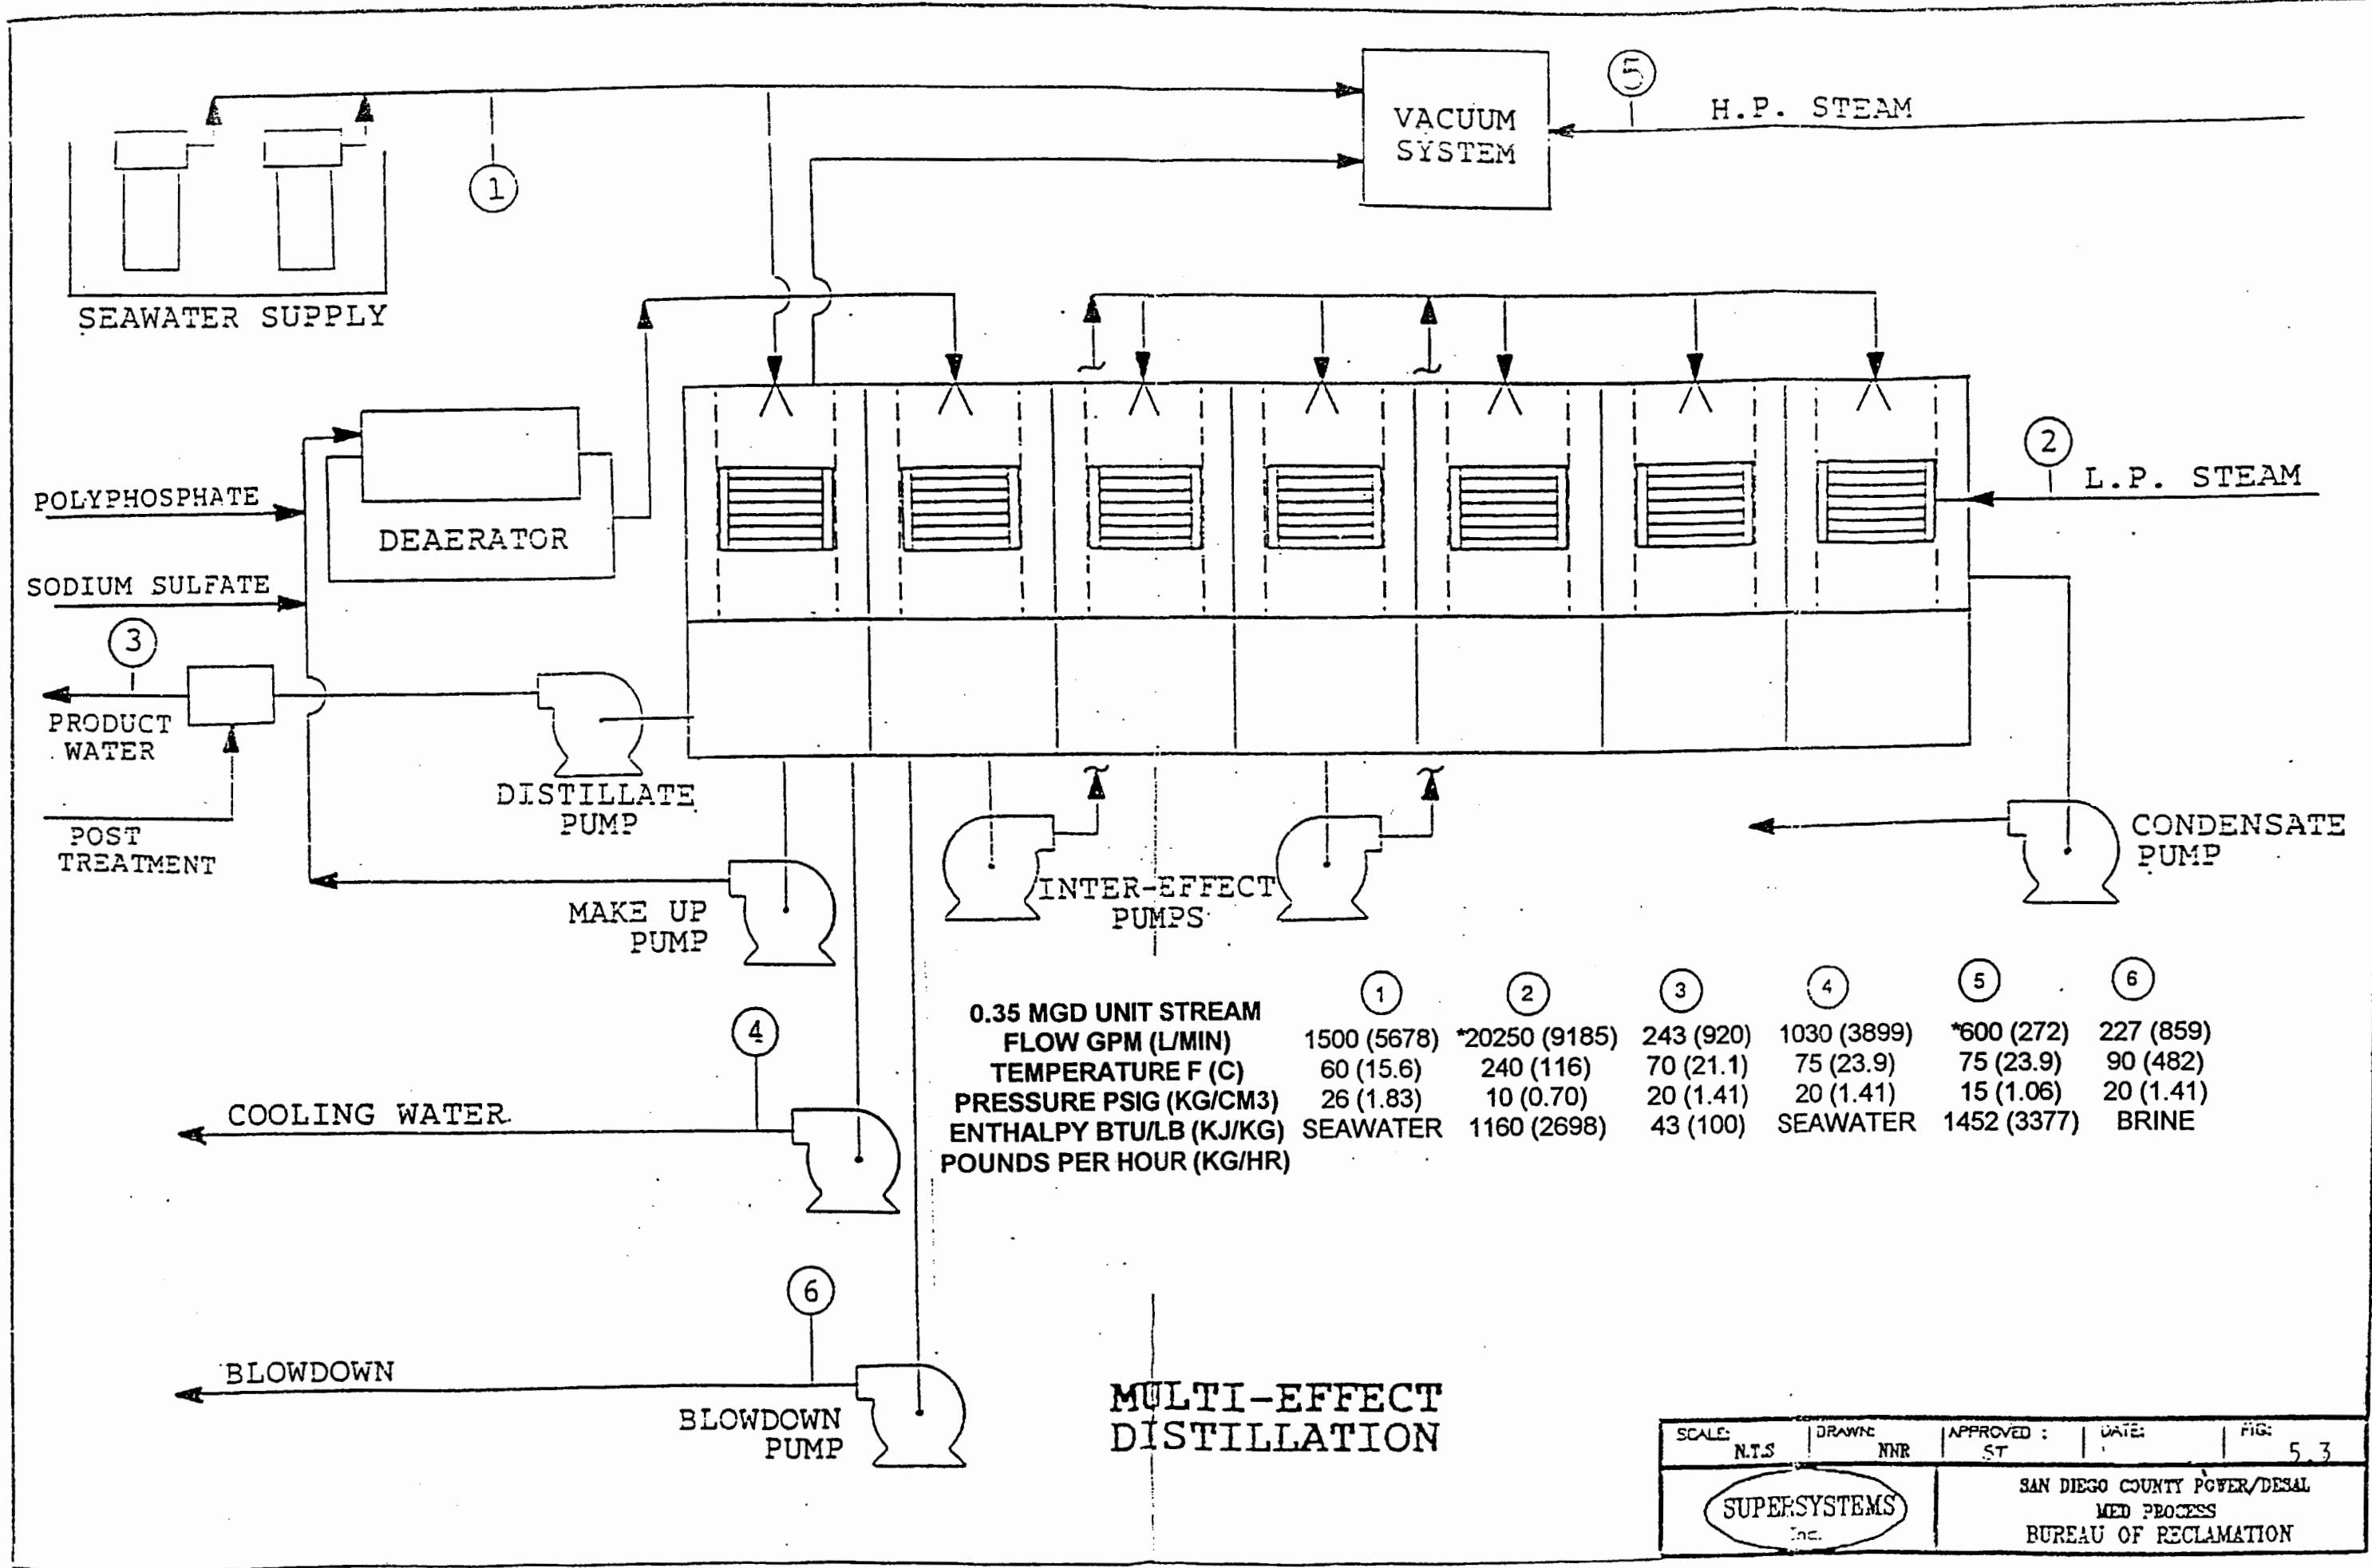 5
H.P. STEAM
VACUUM
SYSTEM
1
SEAWATER SUPPLY
2
L.P. STEAM
POLYPHOSPHATE
DEAERATOR
SODIUM SULFATE
3
PRODUCT
WATER
DISTILLATE
PUMP
POST
TREATMENT
CONDENSATE
PUMP
INTER-EFFECT
PUMPS
MAKE UP
PUMP
1 2 3 4 5 6
0.35 MGD UNIT STREAM
FLOW GPM (L/MIN) 1500 (5678) *20250 (9185) 243 (920) 1030 (3899) *600 (272) 227 (859)
TEMPERATURE F (C) 60 (15.6) 240 (116) 70 (21.1) 75 (23.9) 75 (23.9) 90 (482)
PRESSURE PSIG (KG/CM3) 26 (1.83) 10 (0.70) 20 (1.41) 20 (1.41) 15 (1.06) 20 (1.41)
ENTHALPY BTU/LB (KJ/KG) SEAWATER 1160 (2698) 43 (100) SEAWATER 1452 (3377) BRINE
POUNDS PER HOUR (KG/HR)
4
COOLING WATER
6
BLOWDOWN
BLOWDOWN
PUMP
MULTI-EFFECT
DISTILLATION
SCALE: N.T.S DRAWN: NNR APPROVED : ST DATE: FIG: 5.3
SUPERSYSTEMS
Inc.
SAN DIEGO COUNTY POWER/DESAL
MED PROCESS
BUREAU OF RECLAMATION